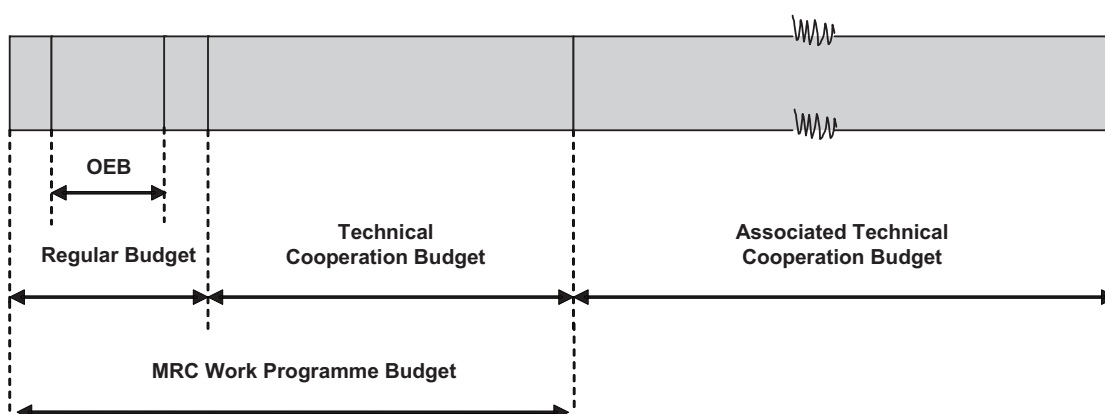 OEB
Regular Budget
Technical
Cooperation Budget
Associated Technical
Cooperation Budget
MRC Work Programme Budget